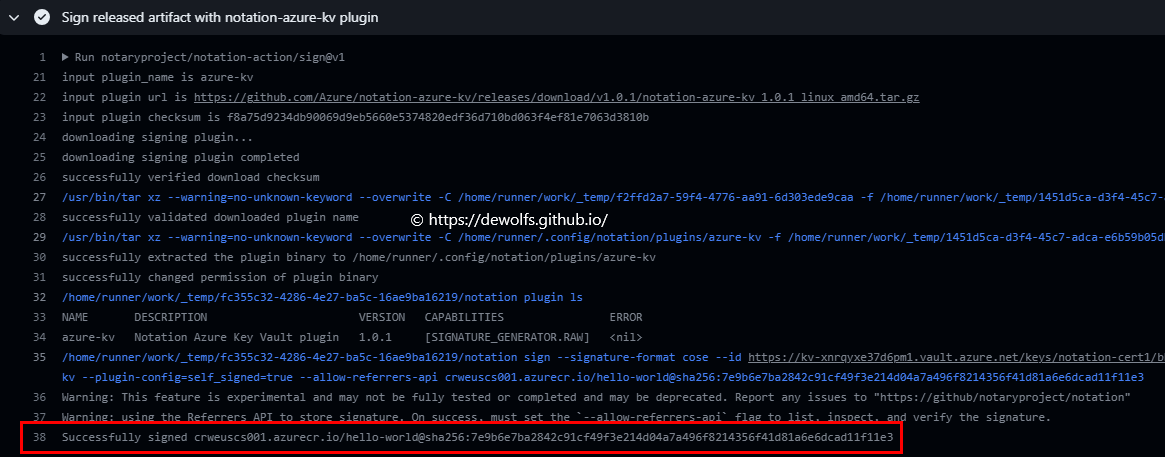 Sign released artifact with notation-azure-kv plugin
1 Run notaryproject/notation-action/sign@v1
21 input plugin_name is azure-kv
22 input plugin url is https://github.com/Azure/notation-azure-kv/releases/download/v1.0.1/notation-azure-kv_1.0.1_linux_amd64.tar.gz
23 input plugin checksum is f8a75d9234db90069d9eb5660e5374820edf36d710bd063f4ef81e7063d3810b
24 downloading signing plugin...
25 downloading signing plugin completed
26 successfully verified download checksum
27 /usr/bin/tar xz --warning=no-unknown-keyword --overwrite -C /home/runner/work/_temp/f2ffd2a7-59f4-4776-aa91-6d303ede9caa -f /home/runner/work/_temp/1451d5ca-d3f4-45c7-
28 successfully validated downloaded plugin name
© https://dewolfs.github.io/
29 /usr/bin/tar xz --warning=no-unknown-keyword --overwrite -C /home/runner/.config/notation/plugins/azure-kv -f /home/runner/work/_temp/1451d5ca-d3f4-45c7-adca-e6b59b05d
30 successfully extracted the plugin binary to /home/runner/.config/notation/plugins/azure-kv
31 successfully changed permission of plugin binary
32 /home/runner/work/_temp/fc355c32-4286-4e27-ba5c-16ae9ba16219/notation plugin ls
33 NAME DESCRIPTION VERSION CAPABILITIES ERROR
34 azure-kv Notation Azure Key Vault plugin 1.0.1 [SIGNATURE_GENERATOR.RAW] <nil>
35 /home/runner/work/_temp/fc355c32-4286-4e27-ba5c-16ae9ba16219/notation sign --signature-format cose --id https://kv-xnrqyxe37d6pm1.vault.azure.net/keys/notation-cert1/b
kv --plugin-config=self_signed=true --allow-referrers-api crweuscs001.azurecr.io/hello-world@sha256:7e9b6e7ba2842c91cf49f3e214d04a7a496f8214356f41d81a6e6dcad11f11e3
36 Warning: This feature is experimental and may not be fully tested or completed and may be deprecated. Report any issues to "https://github/notaryproject/notation"
37 Warning: using the Referrers API to store signature. On success, must set the `--allow-referrers-api` flag to list, inspect, and verify the signature.
38 Successfully signed crweuscs001.azurecr.io/hello-world@sha256:7e9b6e7ba2842c91cf49f3e214d04a7a496f8214356f41d81a6e6dcad11f11e3